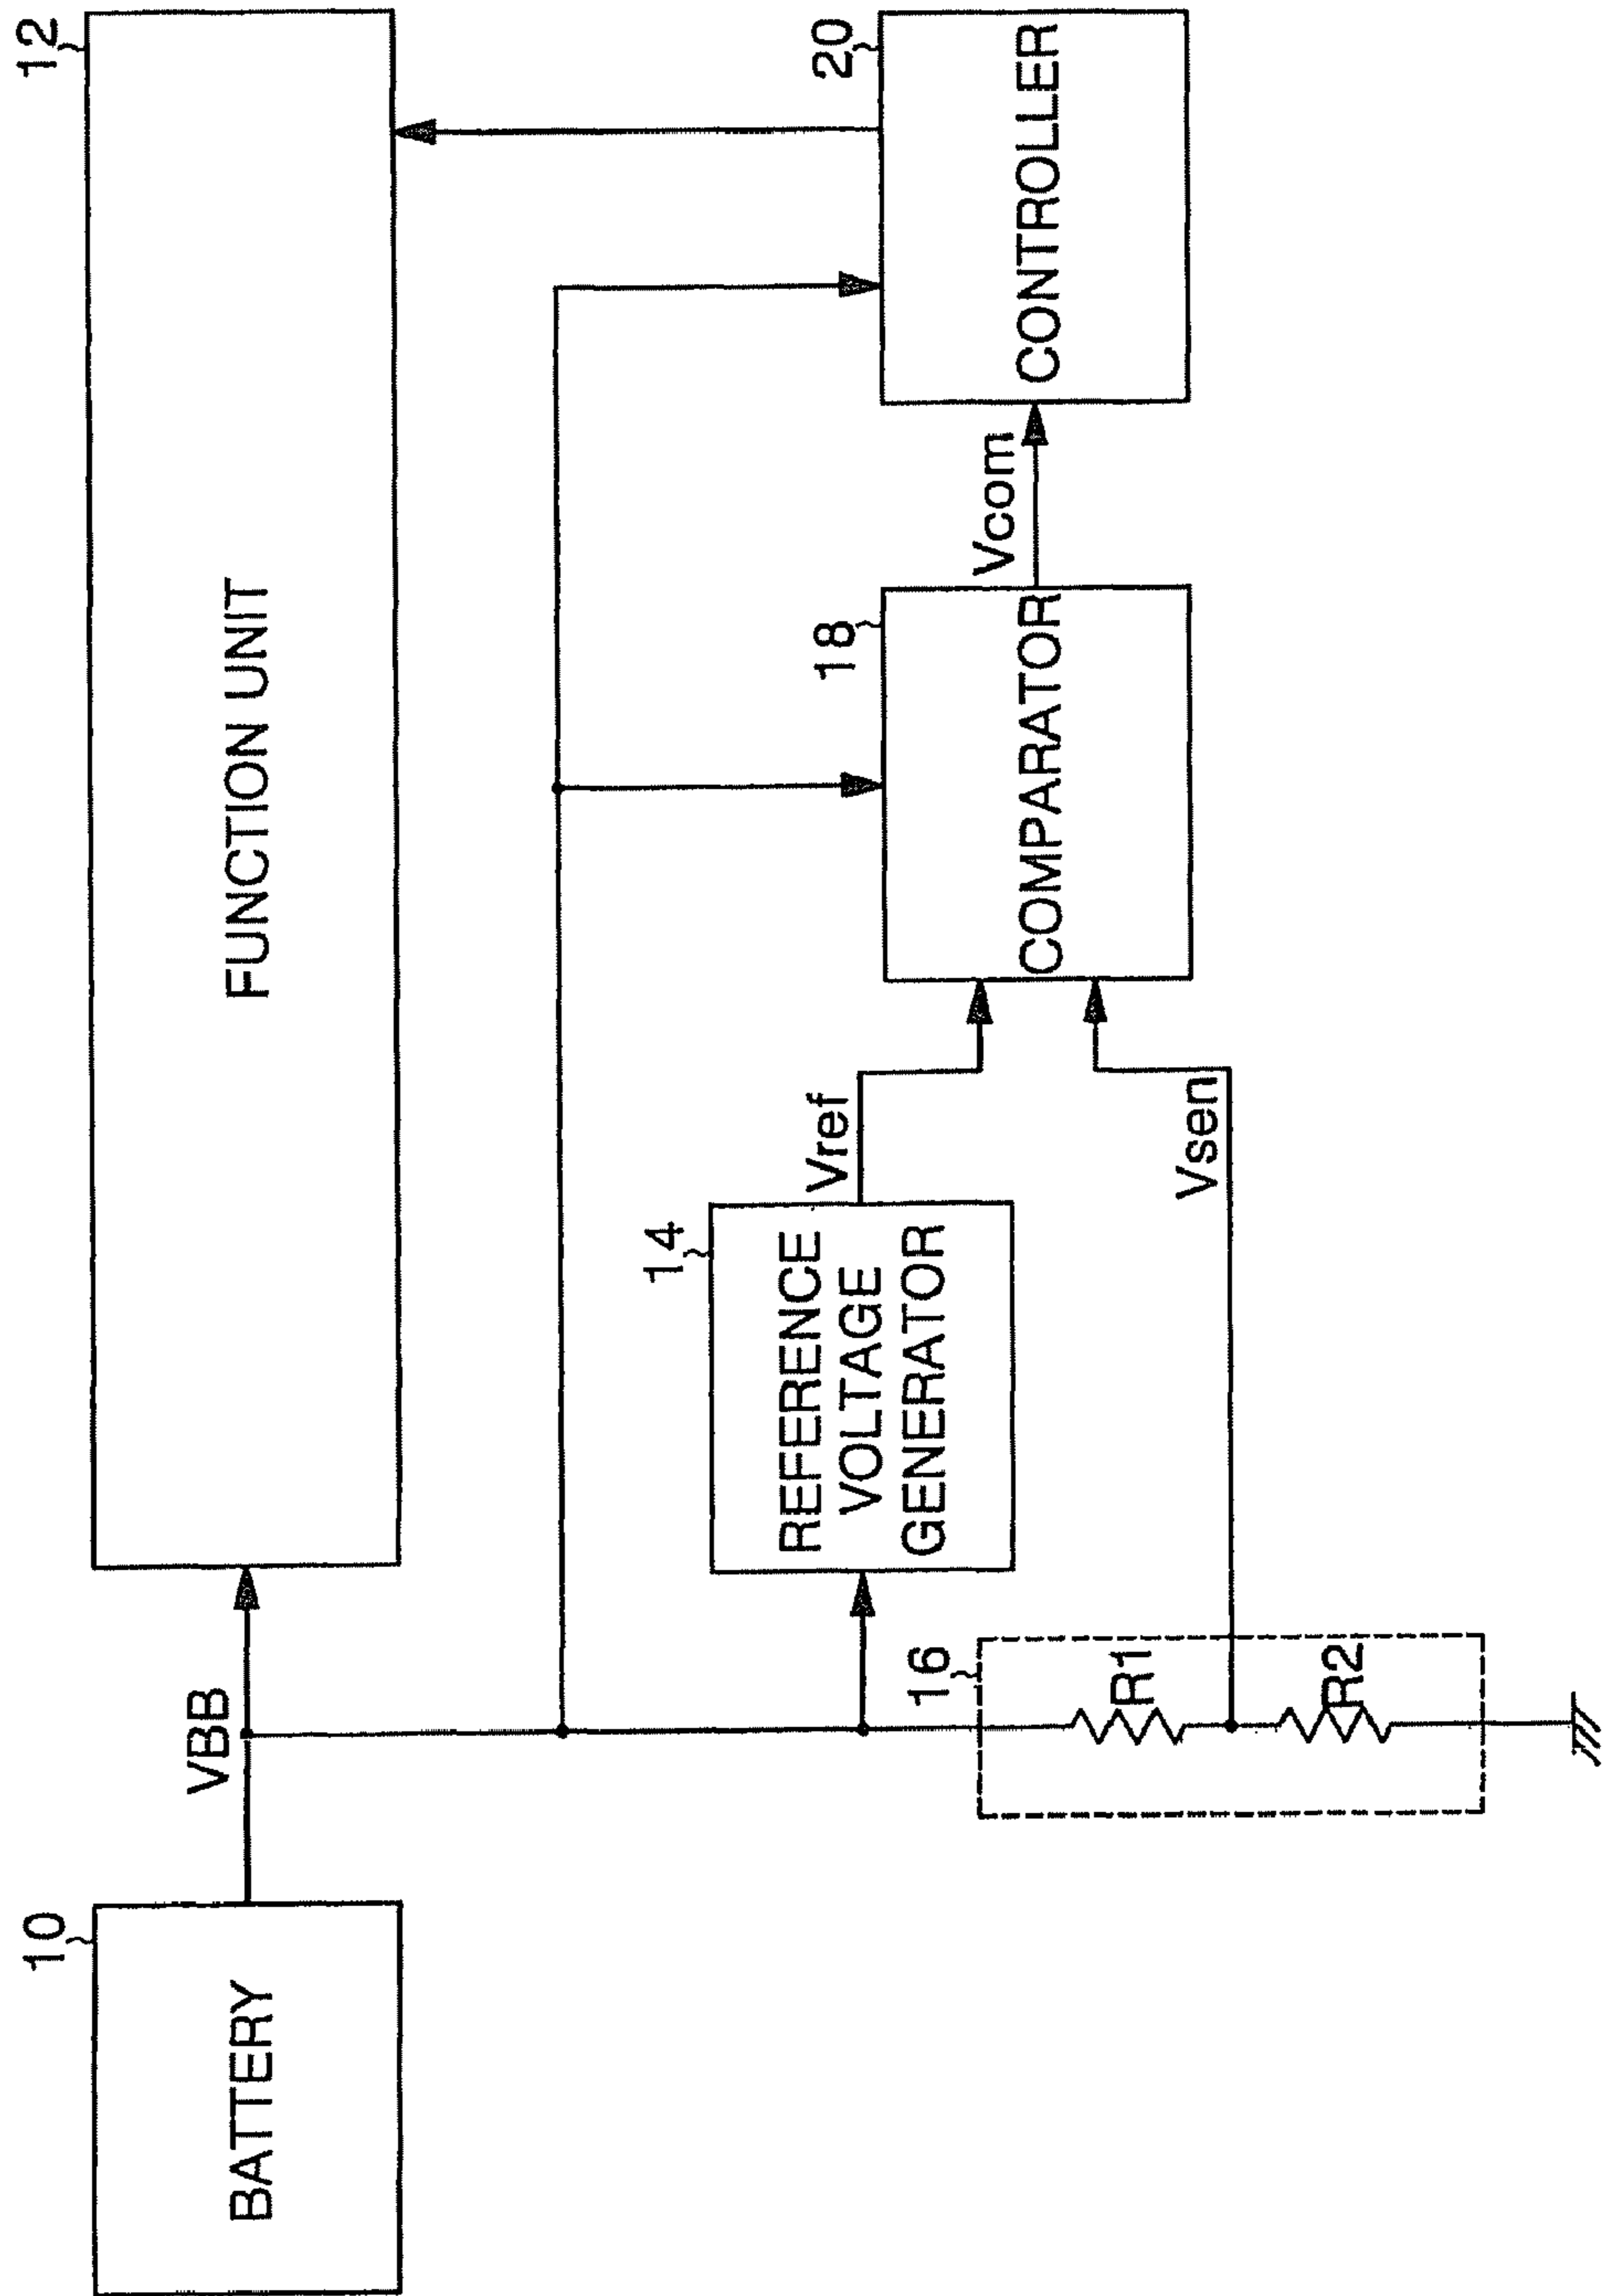 10
BATTERY
VBB
12
FUNCTION UNIT
14
REFERENCE
VOLTAGE
GENERATOR
Vref
16
R1
R2
Vsen
18
COMPARATOR
Vcom
20
CONTROLLER